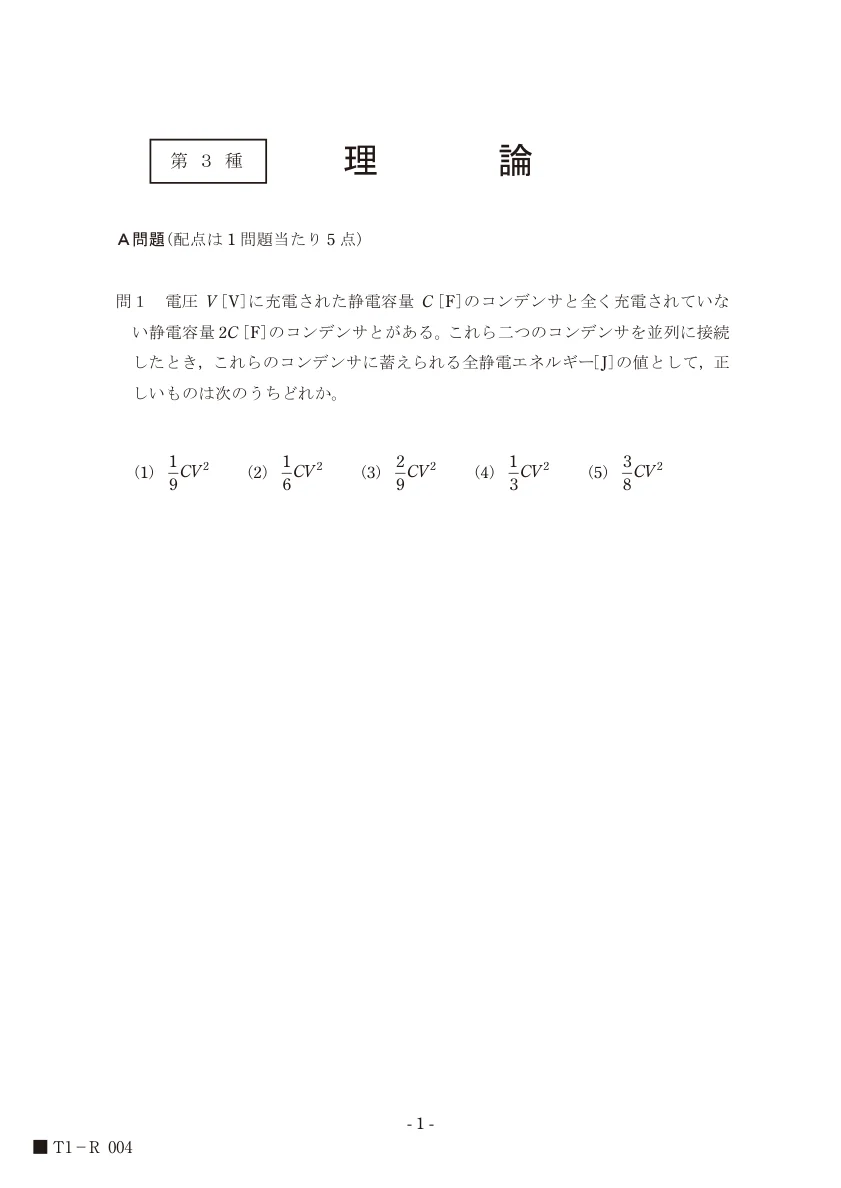 第 3 種 理 論
A問題(配点は1問題当たり5点)
問1 電圧 V[V]に充電された静電容量 C[F]のコンデンサと全く充電されていな
い静電容量2C[F]のコンデンサとがある。これら二つのコンデンサを並列に接続
したとき，これらのコンデンサに蓄えられる全静電エネルギー[J]の値として，正
しいものは次のうちどれか。
(1) 1/9 CV² (2) 1/6 CV² (3) 2/9 CV² (4) 1/3 CV² (5) 3/8 CV²
- 1 -
■ T1－R 004